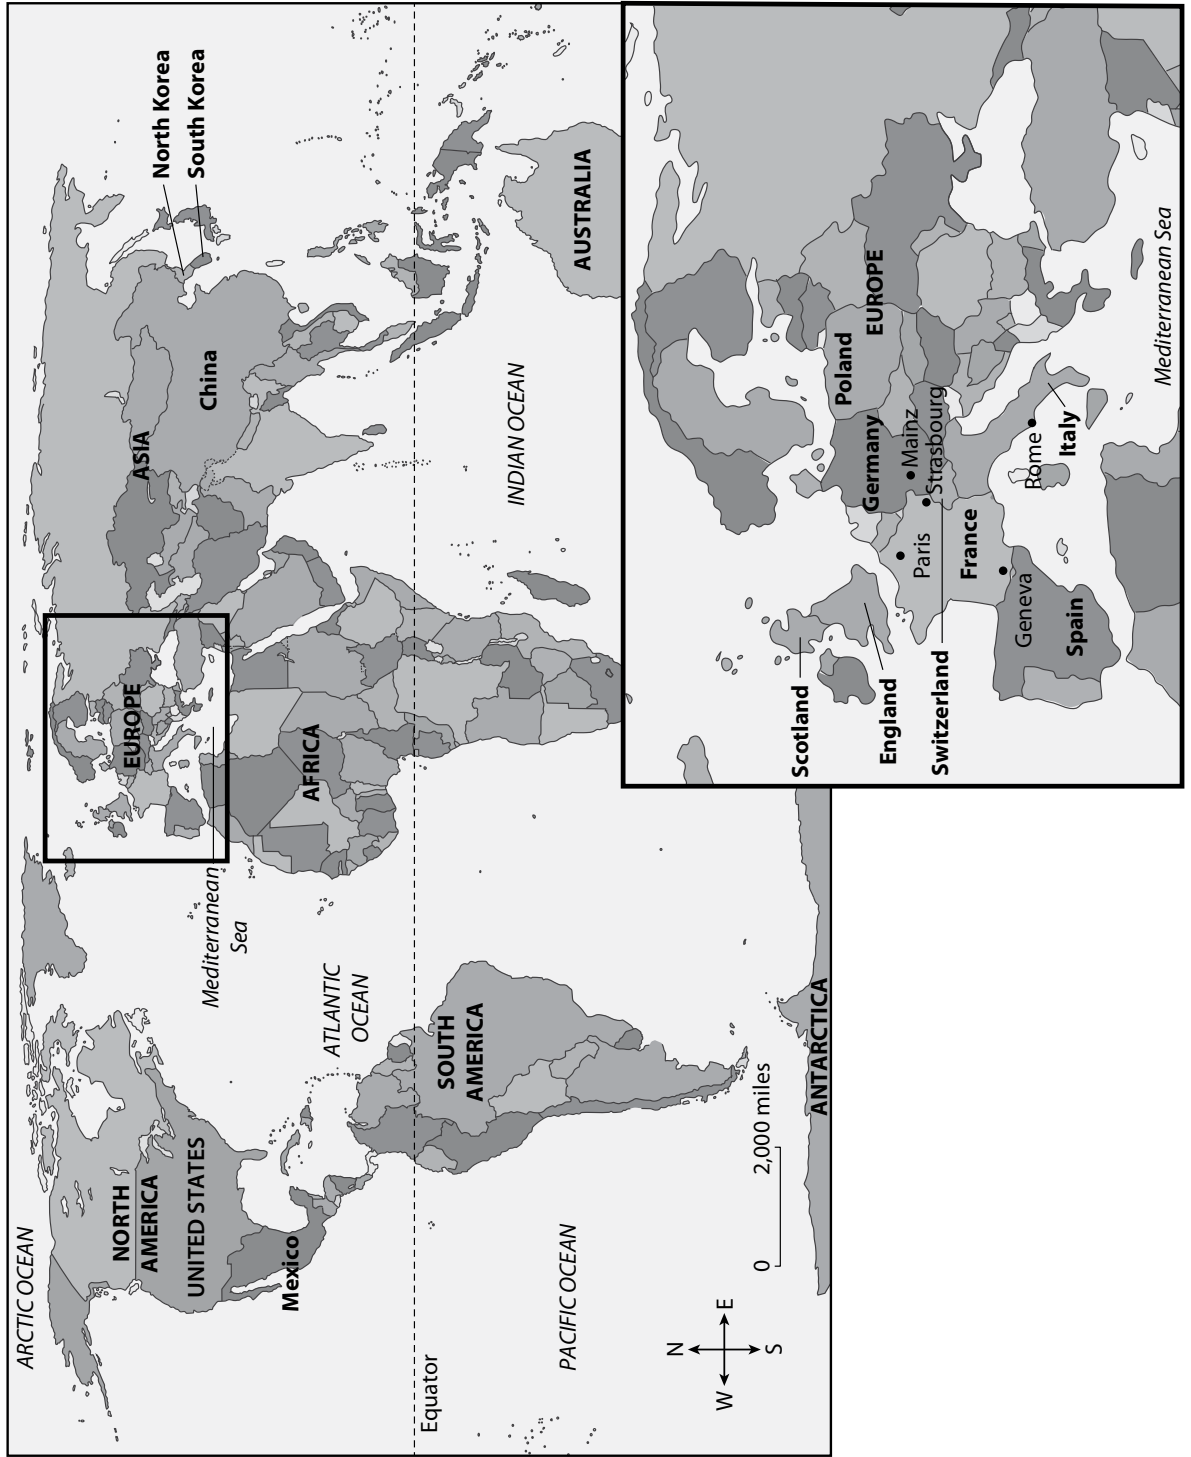 ARCTIC OCEAN
NORTH
AMERICA
UNITED STATES
Mexico
ATLANTIC
OCEAN
Mediterranean
Sea
EUROPE
AFRICA
ASIA
China
North Korea
South Korea
INDIAN OCEAN
AUSTRALIA
Equator
SOUTH
AMERICA
PACIFIC OCEAN
N
W
E
S
0
2,000 miles
ANTARCTICA
Scotland
England
Switzerland
Germany
Poland
EUROPE
Mainz
Strasbourg
Paris
France
Geneva
Spain
Rome
Italy
Mediterranean Sea